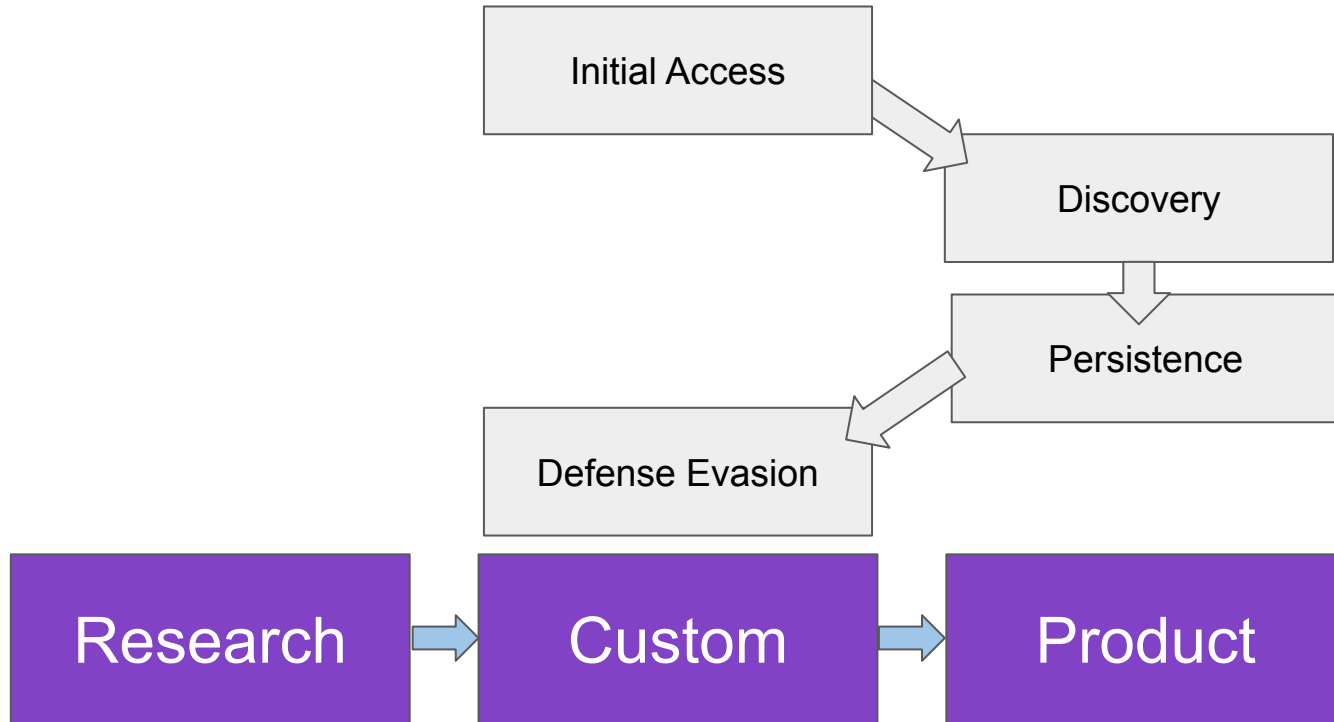 Initial Access
Discovery
Persistence
Defense Evasion
Research
Custom
Product